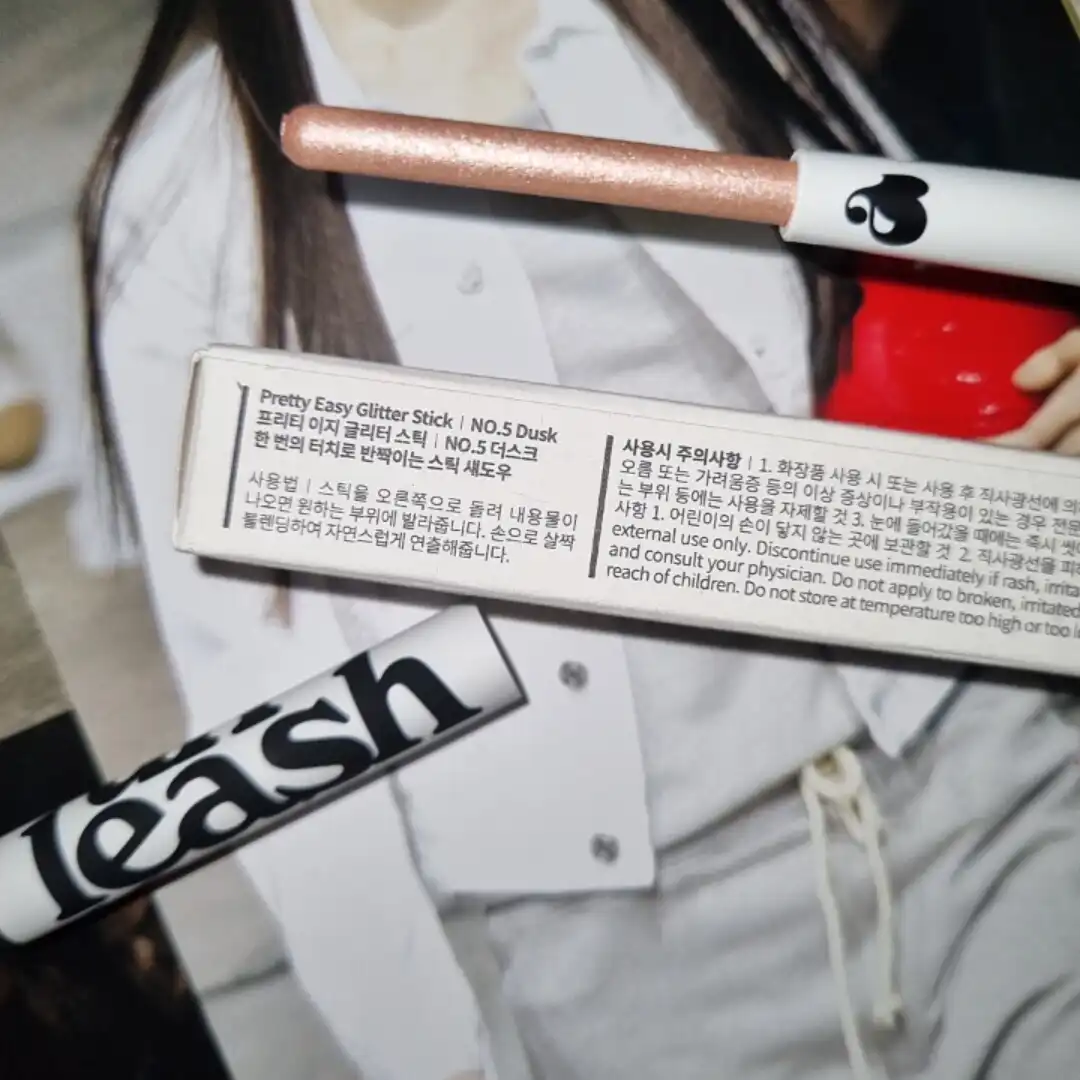 Pretty Easy Glitter Stick | NO.5 Dusk
프리티 이지 글리터 스틱 | NO.5 더스크
한 번의 터치로 반짝이는 스틱 섀도우
사용법 | 스틱을 오른쪽으로 돌려 내용물이
나오면 원하는 부위에 발라줍니다. 손으로 살짝
블렌딩하여 자연스럽게 연출해줍니다.
사용시 주의사항 | 1. 화장품 사용 시 또는 사용 후 직사광선에 의
오름 또는 가려움증 등의 이상 증상이나 부작용이 있는 경우 전문
는 부위 등에는 사용을 자제할 것 3. 눈에 들어갔을 때에는 즉시 씻
사항 1. 어린이의 손이 닿지 않는 곳에 보관할 것 2. 직사광선을 피
external use only. Discontinue use immediately if rash, irrita
and consult your physician. Do not apply to broken, irritated
reach of children. Do not store at temperature too high or too l
leash